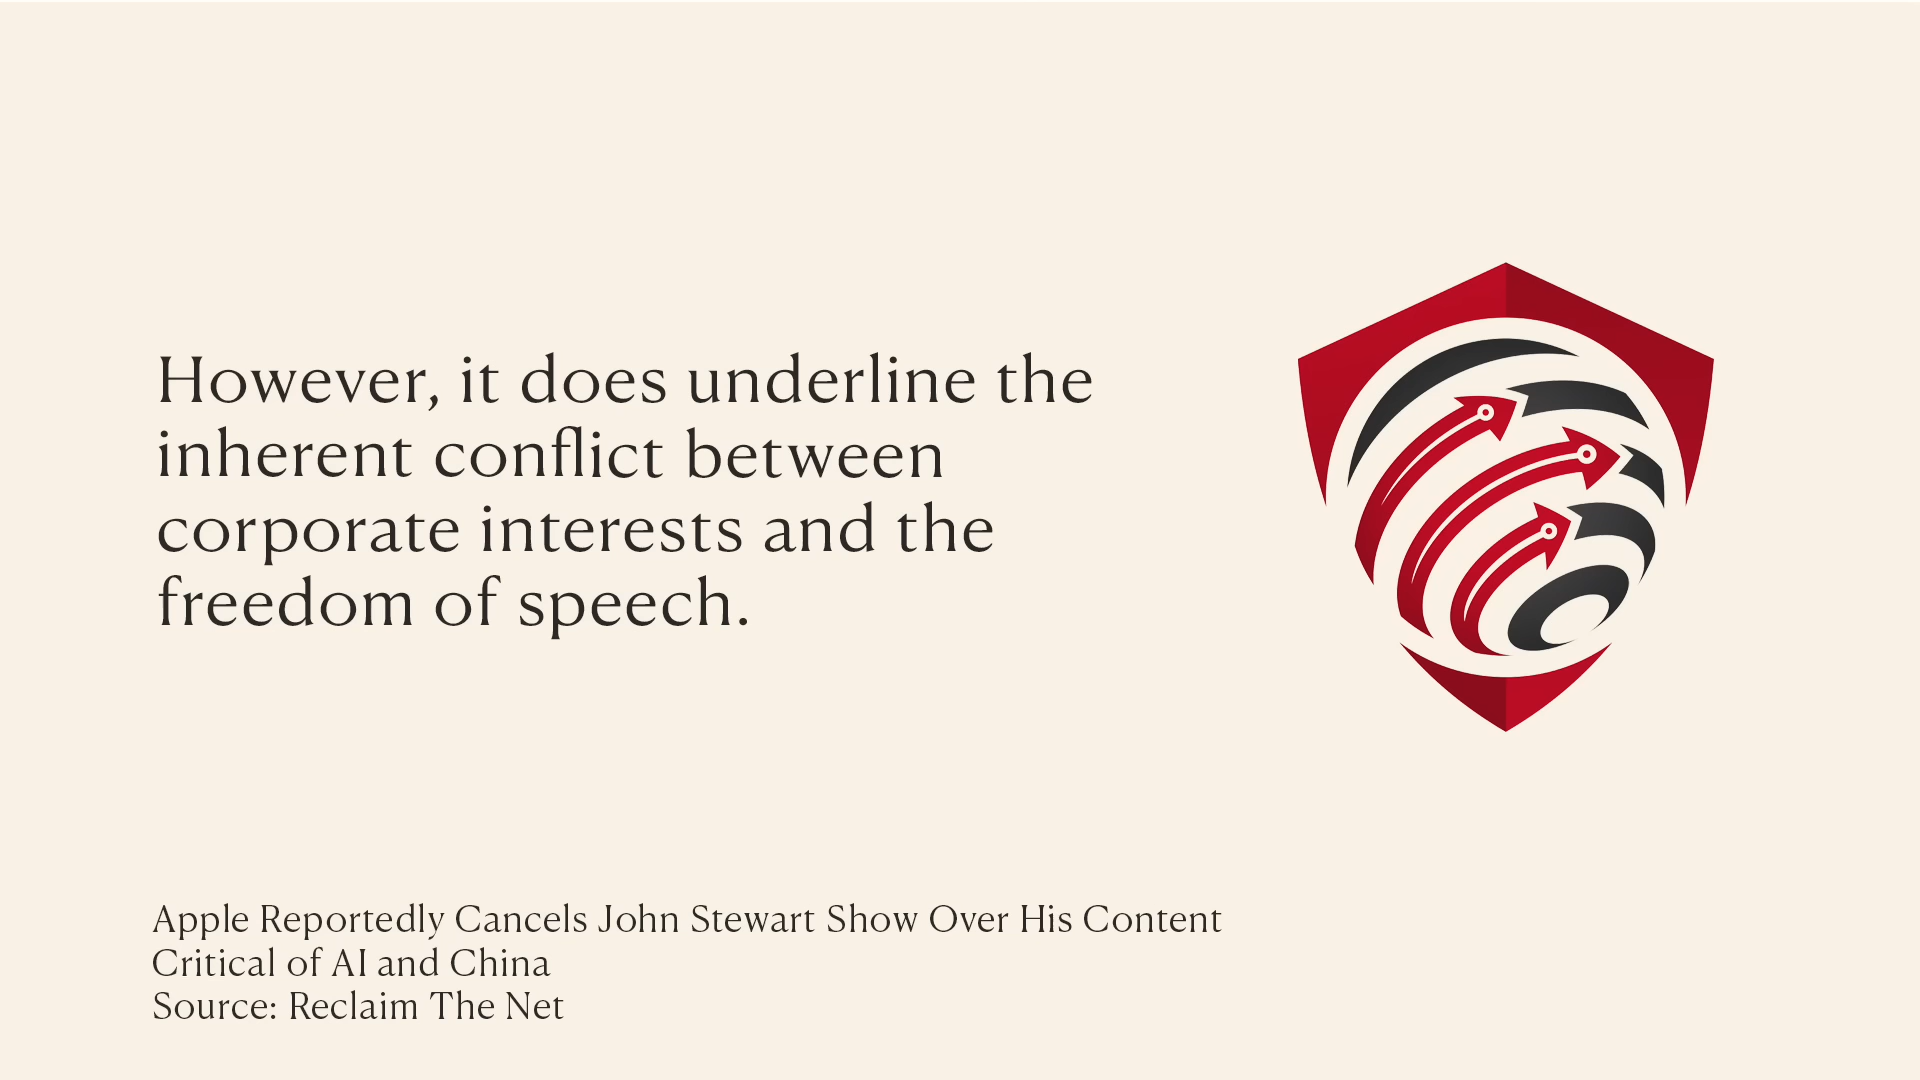 However, it does underline the
inherent conflict between
corporate interests and the
freedom of speech.
Apple Reportedly Cancels John Stewart Show Over His Content
Critical of AI and China
Source: Reclaim The Net